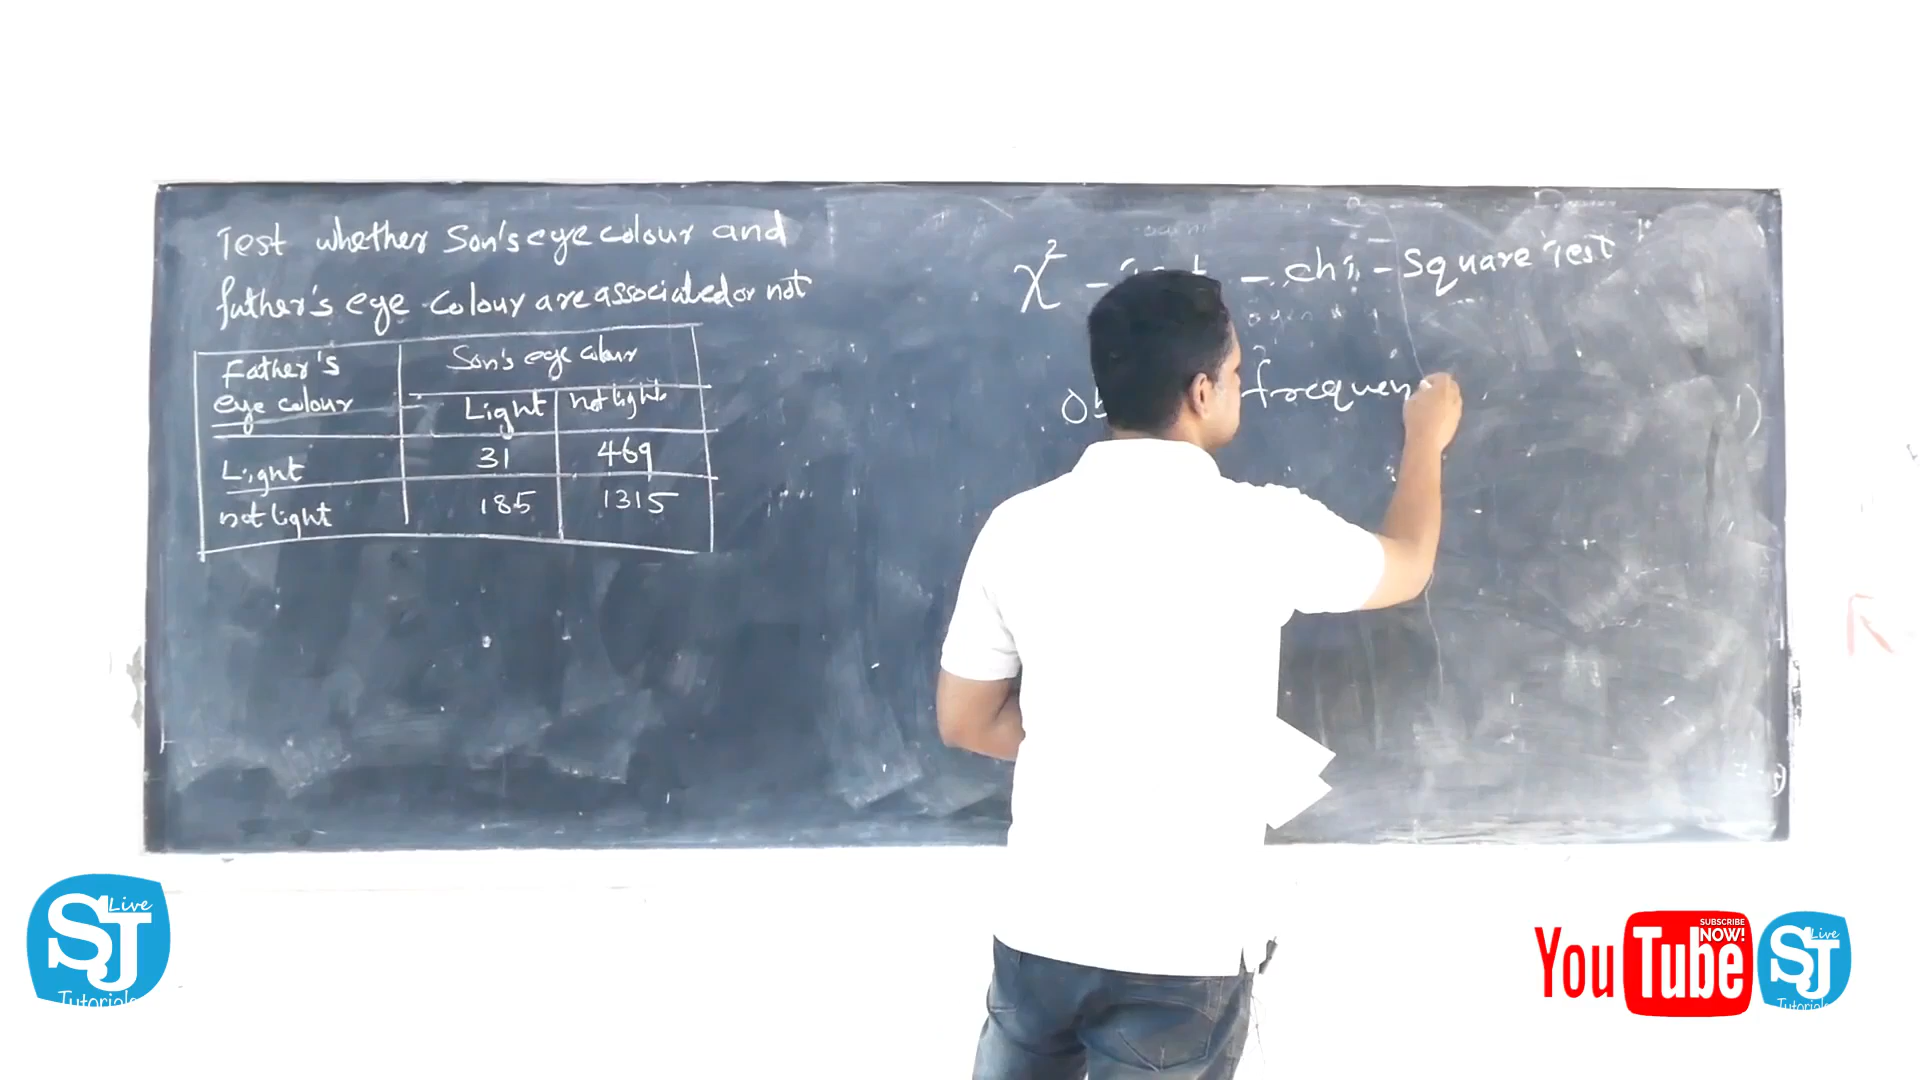 Test whether Son's eye colour and
father's eye colour are associated or not
Father's
eye colour
Son's eye colour
Light not light
Light 31 469
not light 185 1315
χ² - - chi - Square Test
frequen
SJ Live Tutorials
YouTube SUBSCRIBE NOW! SJ Live Tutorials